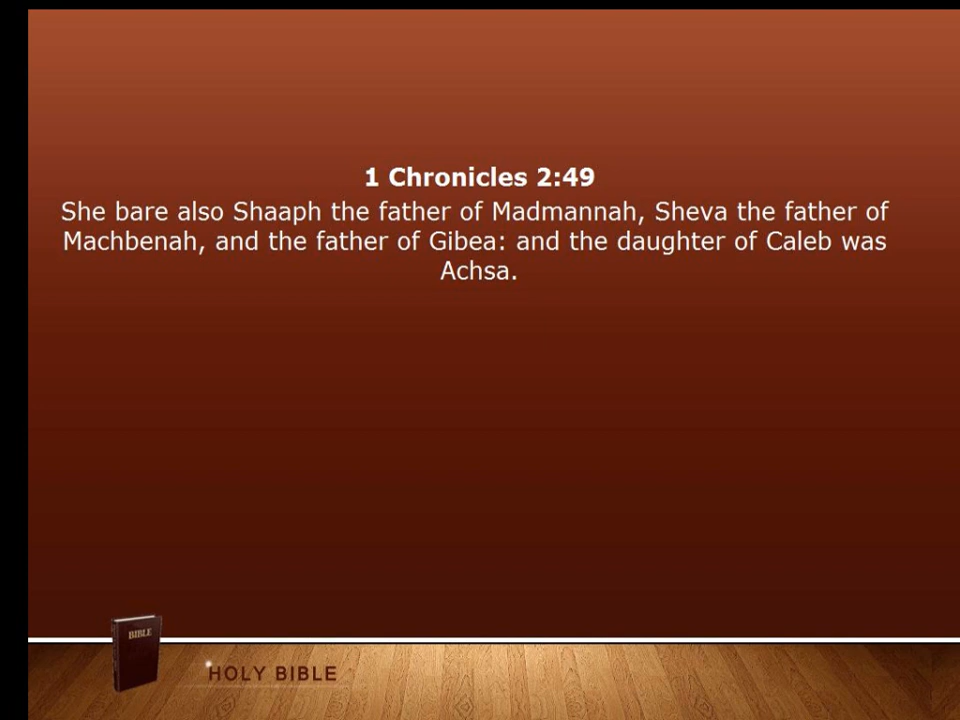 1 Chronicles 2:49
She bare also Shaaph the father of Madmannah, Sheva the father of
Machbenah, and the father of Gibea: and the daughter of Caleb was
Achsa.
BIBLE
HOLY BIBLE